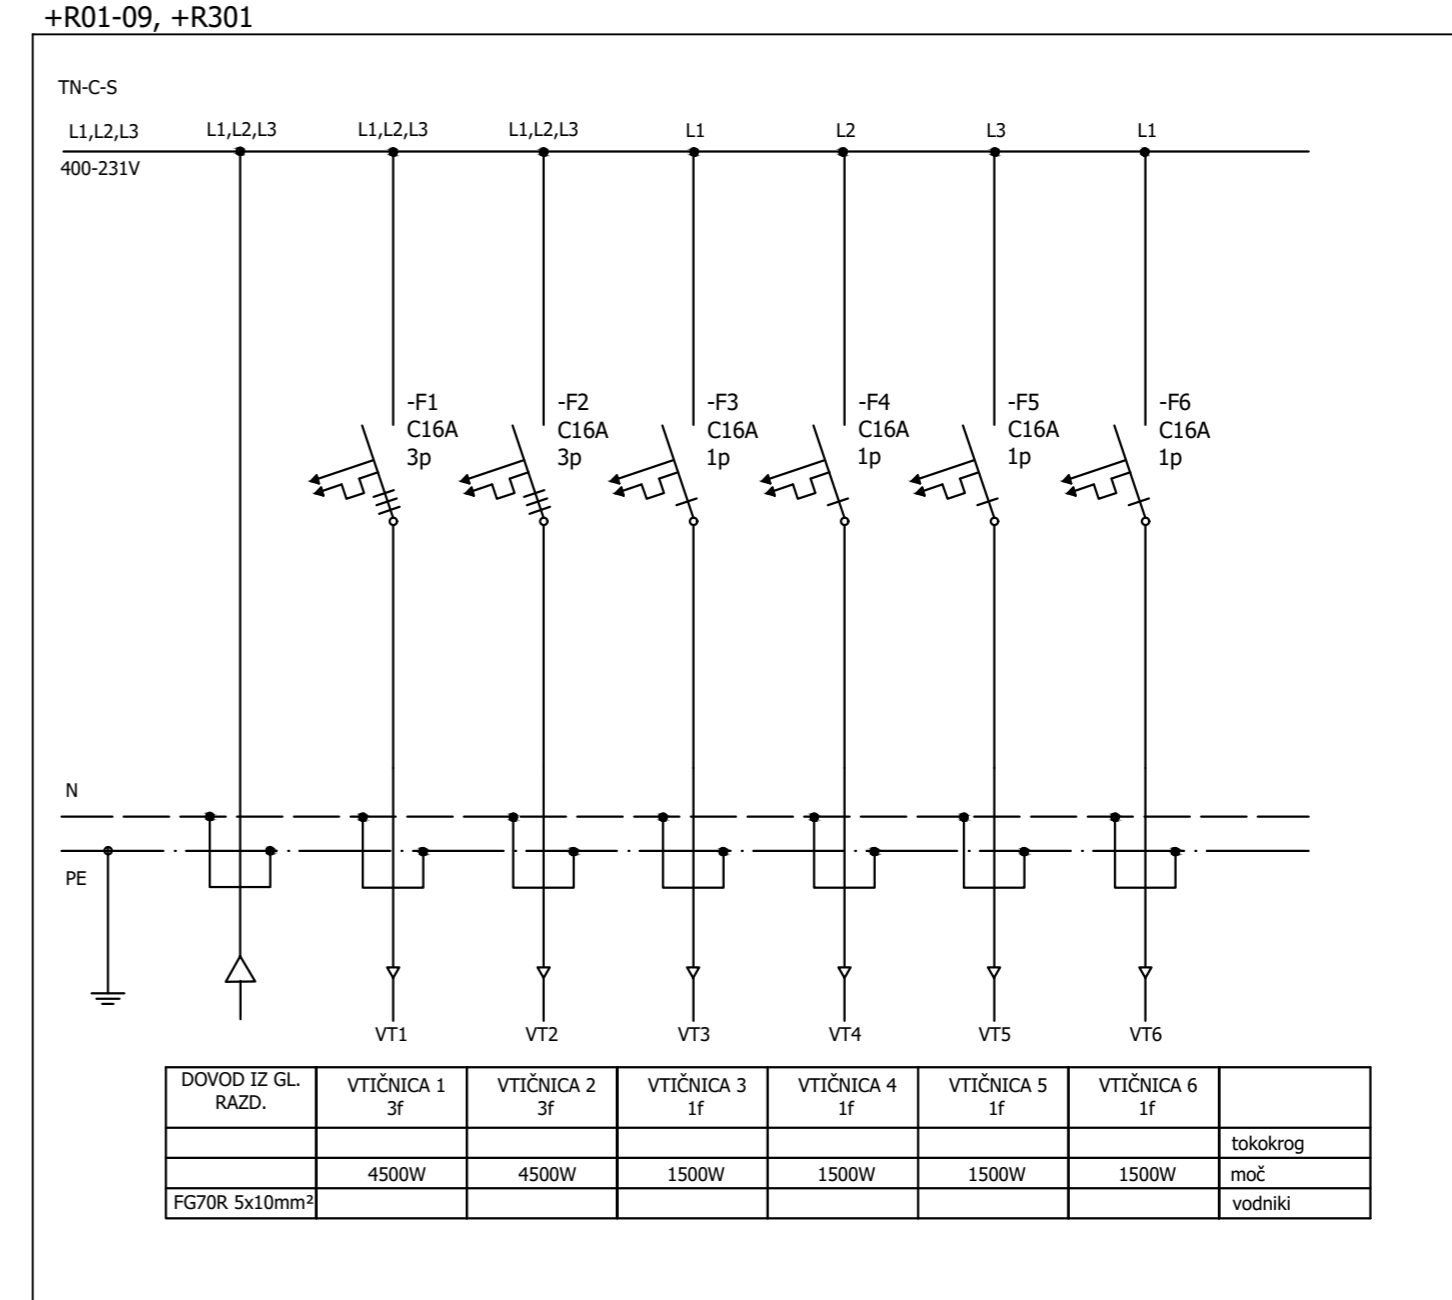 +R01-09, +R301
TN-C-S
L1,L2,L3 L1,L2,L3 L1,L2,L3 L1,L2,L3 L1 L2 L3 L1
400-231V
-F1 -F2 -F3 -F4 -F5 -F6
C16A C16A C16A C16A C16A C16A
3p 3p 1p 1p 1p 1p
N
PE
VT1 VT2 VT3 VT4 VT5 VT6
DOVOD IZ GL. VTIČNICA 1 VTIČNICA 2 VTIČNICA 3 VTIČNICA 4 VTIČNICA 5 VTIČNICA 6
RAZD. 3f 3f 1f 1f 1f 1f
tokokrog
4500W 4500W 1500W 1500W 1500W 1500W moč
FG70R 5x10mm² vodniki